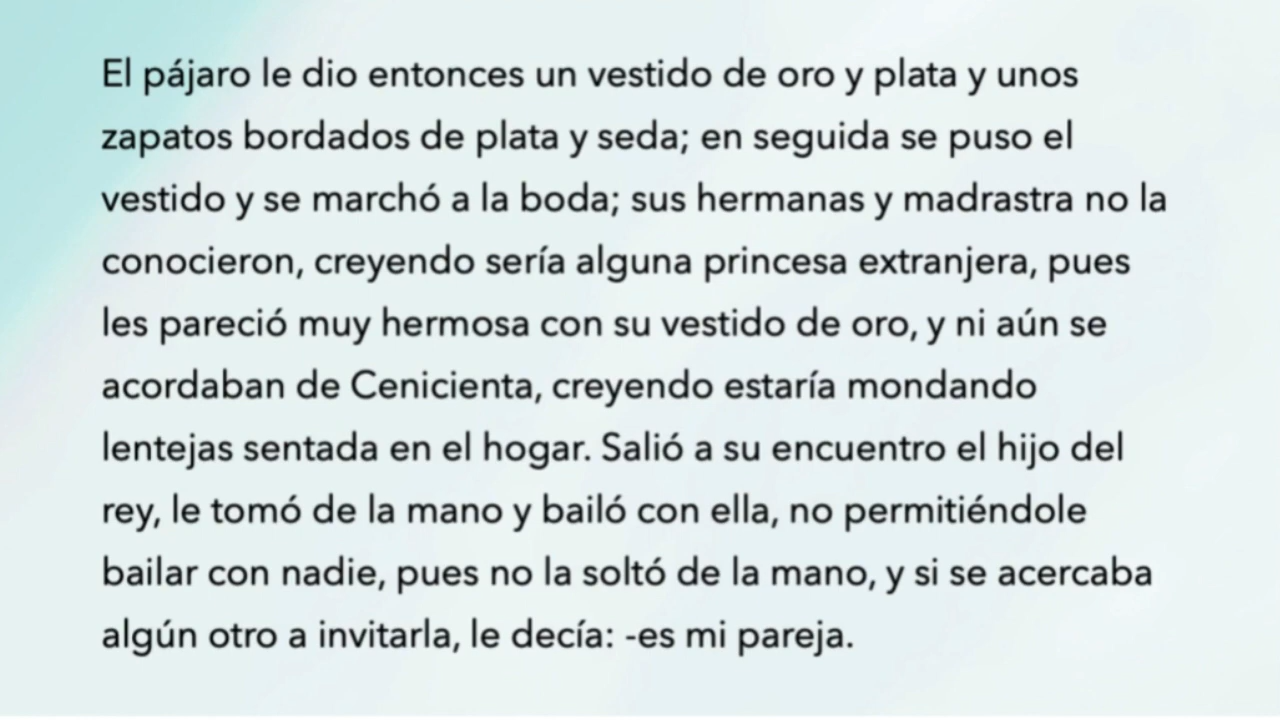 El pájaro le dio entonces un vestido de oro y plata y unos
zapatos bordados de plata y seda; en seguida se puso el
vestido y se marchó a la boda; sus hermanas y madrastra no la
conocieron, creyendo sería alguna princesa extranjera, pues
les pareció muy hermosa con su vestido de oro, y ni aún se
acordaban de Cenicienta, creyendo estaría mondando
lentejas sentada en el hogar. Salió a su encuentro el hijo del
rey, le tomó de la mano y bailó con ella, no permitiéndole
bailar con nadie, pues no la soltó de la mano, y si se acercaba
algún otro a invitarla, le decía: -es mi pareja.